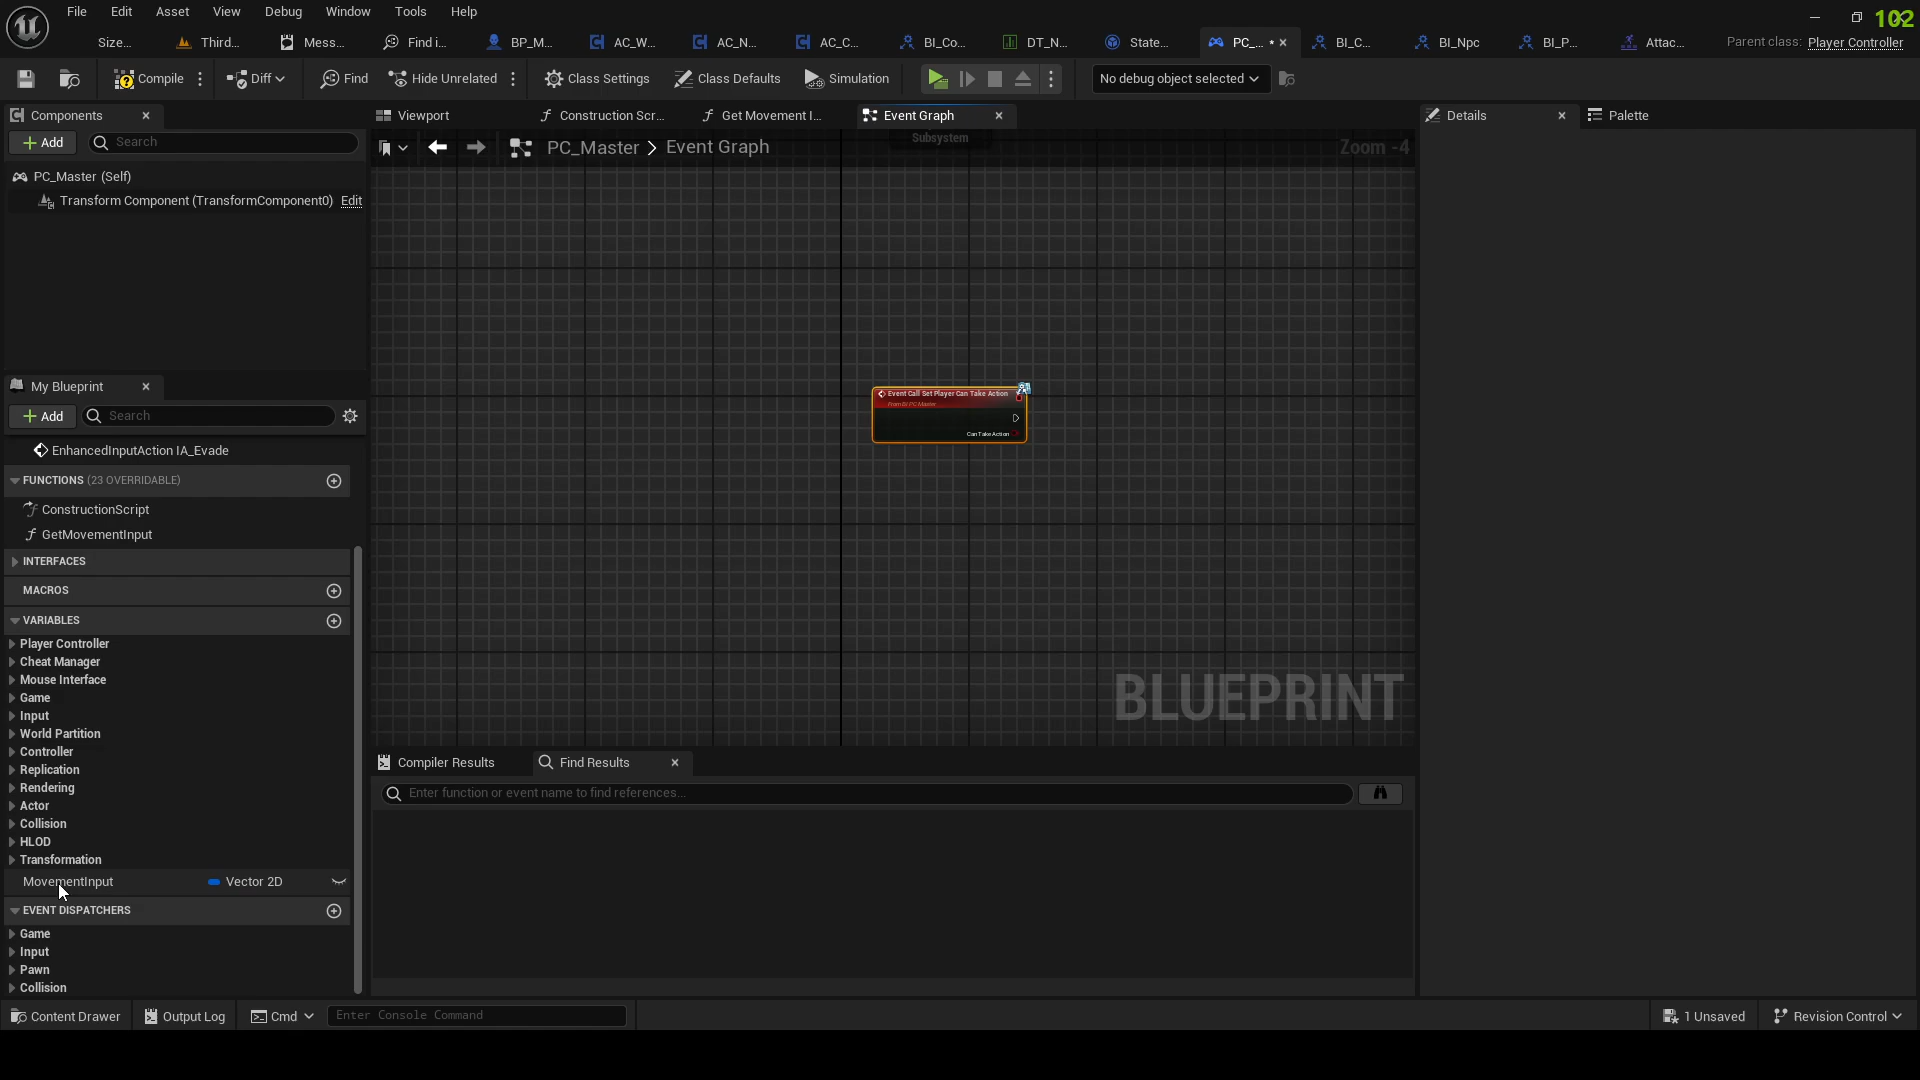 File Edit Asset View Debug Window Tools Help
102
Size... Third... Mess... Find i... BP_M... AC_W... AC_N... AC_C... BI_Co... DT_N... State... PC_... * BI_C... BI_Npc BI_P... Attac... Parent class: Player Controller
Compile Diff Find Hide Unrelated Class Settings Class Defaults Simulation No debug object selected
Components
Add Search
PC_Master (Self)
Transform Component (TransformComponent0) Edit
My Blueprint
Add Search
EnhancedInputAction IA_Evade
FUNCTIONS (23 OVERRIDABLE)
ConstructionScript
GetMovementInput
INTERFACES
MACROS
VARIABLES
Player Controller
Cheat Manager
Mouse Interface
Game
Input
World Partition
Controller
Replication
Rendering
Actor
Collision
HLOD
Transformation
MovementInput Vector 2D
EVENT DISPATCHERS
Game
Input
Pawn
Collision
Viewport Construction Scr... Get Movement I... Event Graph
PC_Master > Event Graph
Subsystem
Zoom -4
Event Call Set Player Can Take Action
From BI PC Master
Can Take Action
BLUEPRINT
Compiler Results Find Results
Enter function or event name to find references...
Details Palette
Content Drawer Output Log Cmd Enter Console Command 1 Unsaved Revision Control